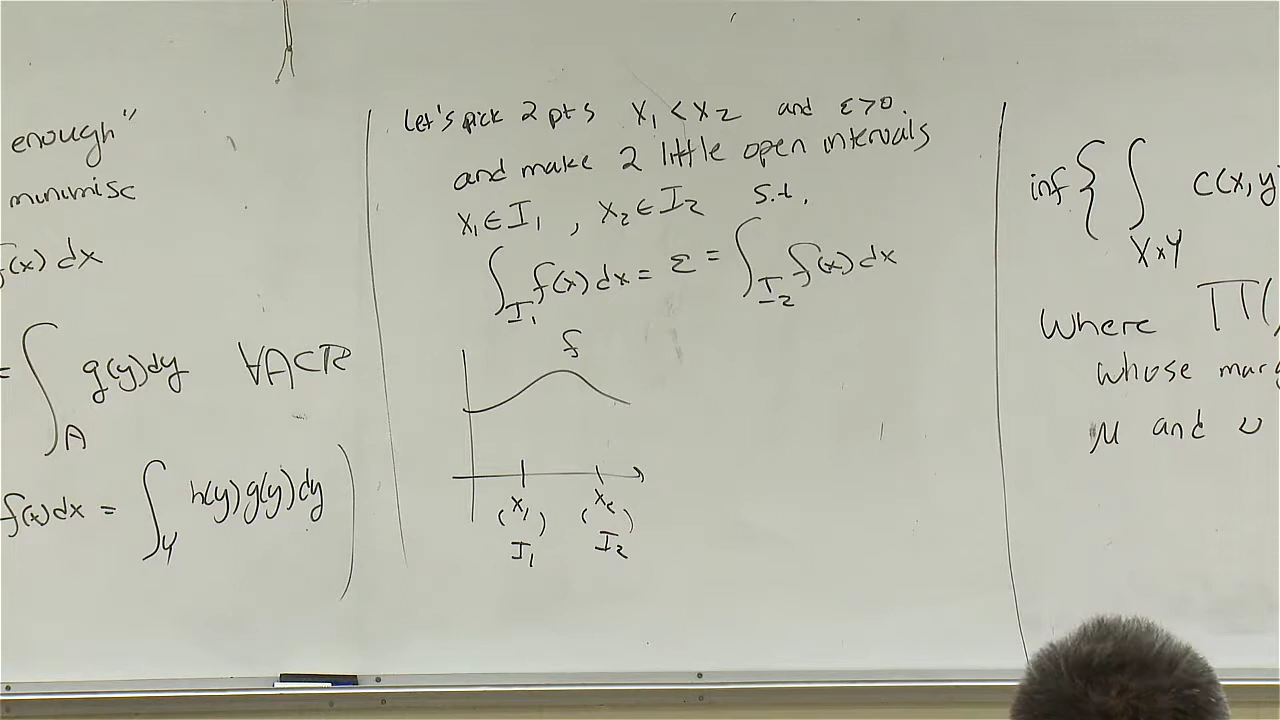 enough"
minimise
(x) dx
= ∫_A g(y)dy ∀A⊂ℝ
f(x)dx = ∫_Y h(y)g(y)dy )
Let's pick 2 pts x₁ < x₂ and ε>0.
and make 2 little open intervals
x₁∈I₁ , x₂∈I₂ s.t.
∫_{I₁} f(x)dx = ε = ∫_{I₂} f(x)dx
f
x₁ x₂
( ) ( )
I₁ I₂
inf{ ∫_{X×Y} c(x,y
Where Π(
whose mar
μ and ν